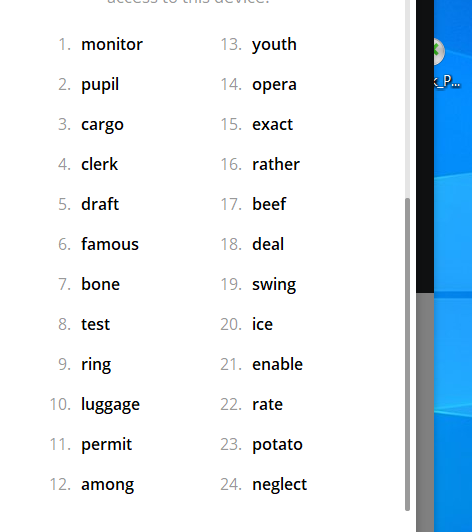 access to this device.
1. monitor
2. pupil
3. cargo
4. clerk
5. draft
6. famous
7. bone
8. test
9. ring
10. luggage
11. permit
12. among
13. youth
14. opera
15. exact
16. rather
17. beef
18. deal
19. swing
20. ice
21. enable
22. rate
23. potato
24. neglect